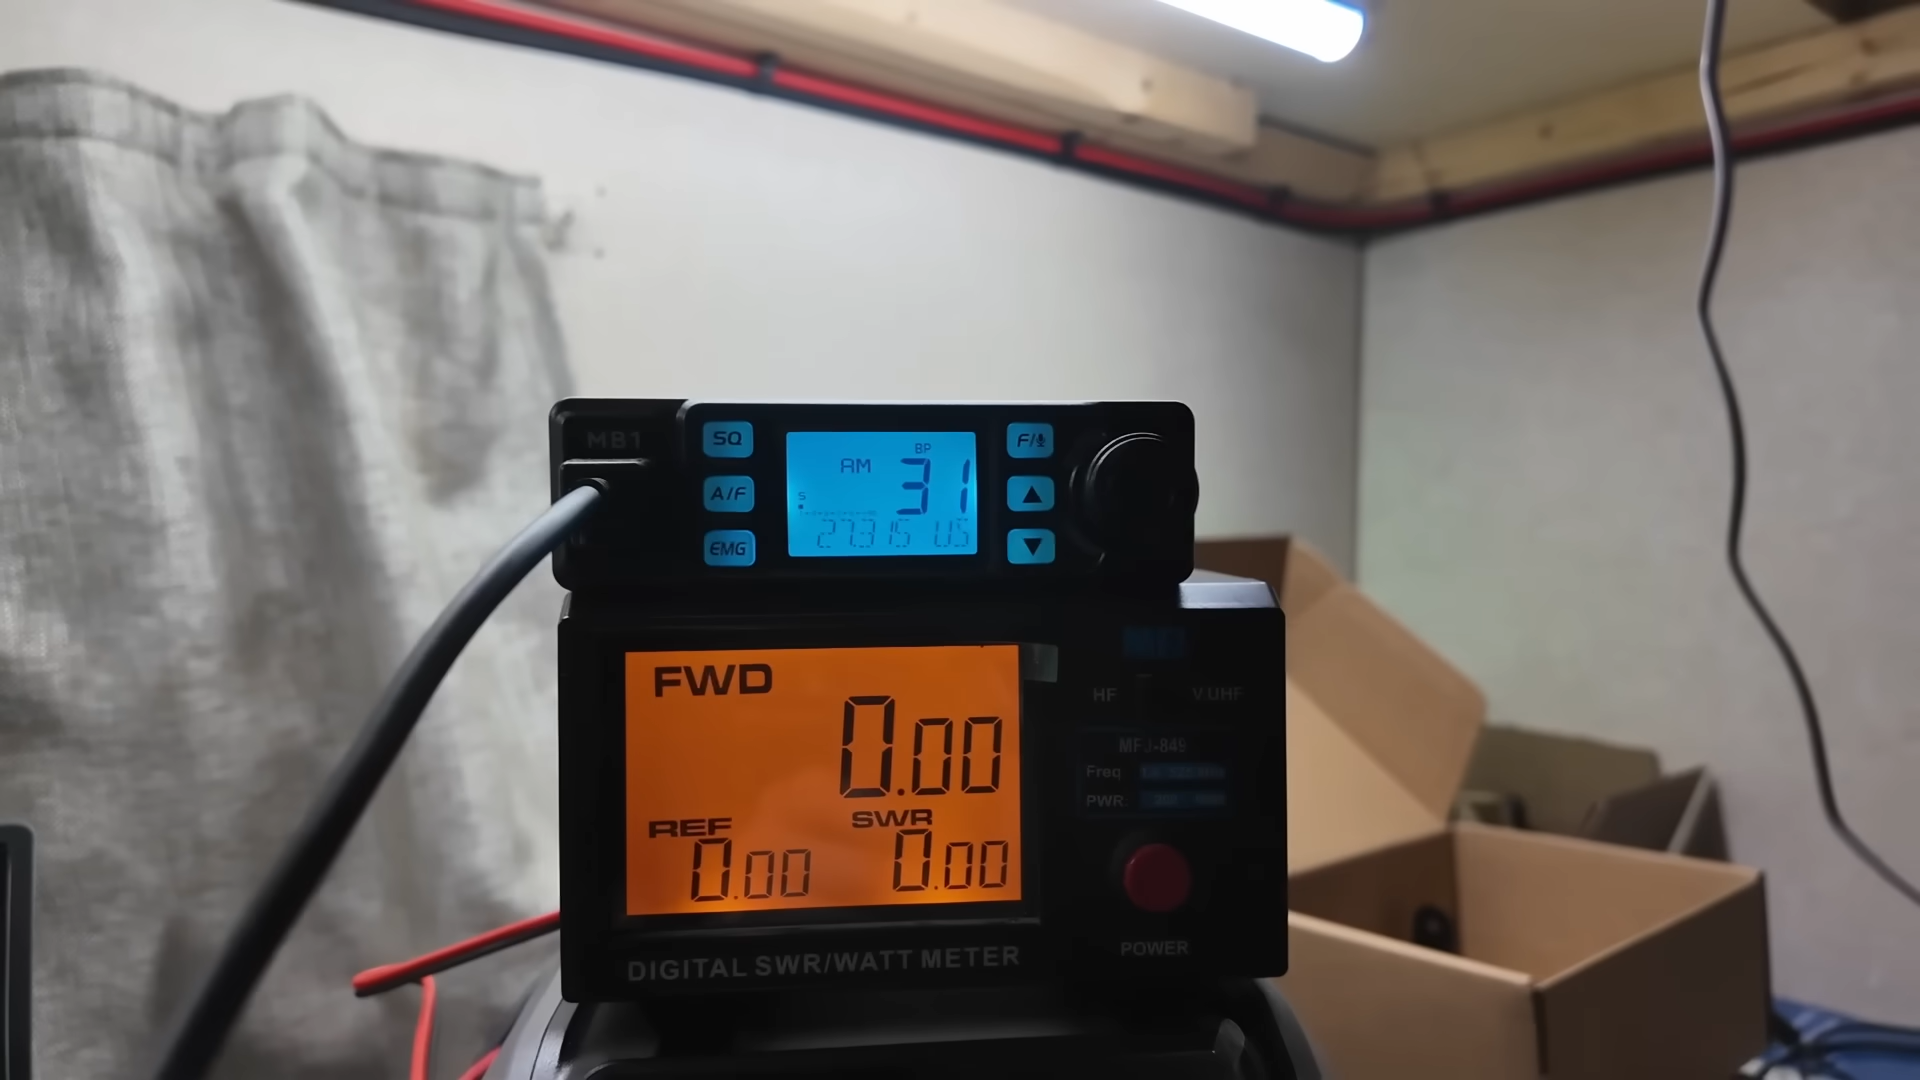 MB1
SQ
A/F
EMG
BP
AM 31
S
27.315 US
F/
FWD
0.00
REF SWR
0.00 0.00
DIGITAL SWR/WATT METER
HF V.UHF
MFJ-849
Freq
PWR:
POWER